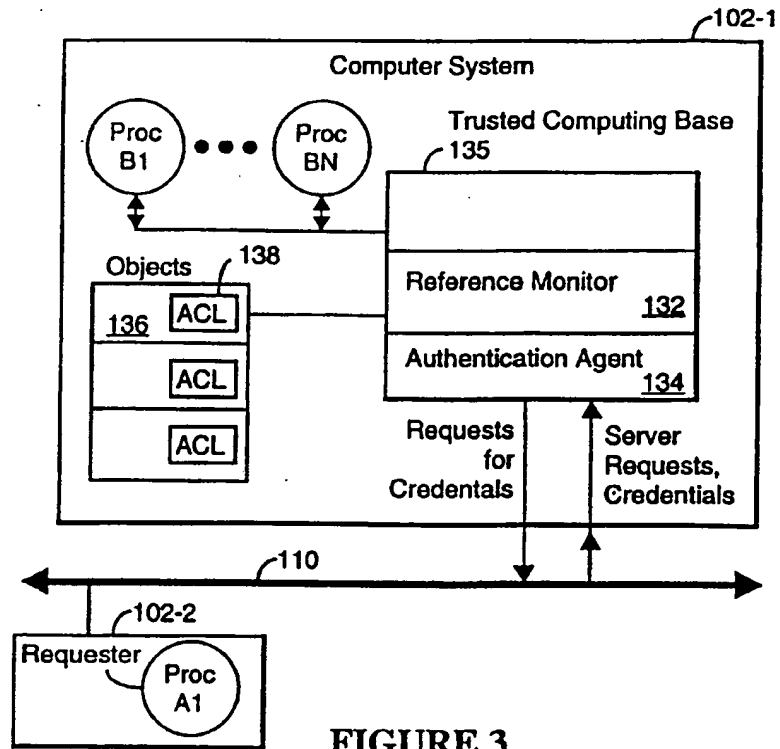 102-1
Computer System
Proc
B1
Proc
BN
Trusted Computing Base
135
Objects
138
136
ACL
ACL
ACL
Reference Monitor
132
Authentication Agent
134
Requests
for
Credentals
Server
Requests,
Credentials
110
102-2
Requester
Proc
A1
FIGURE 3